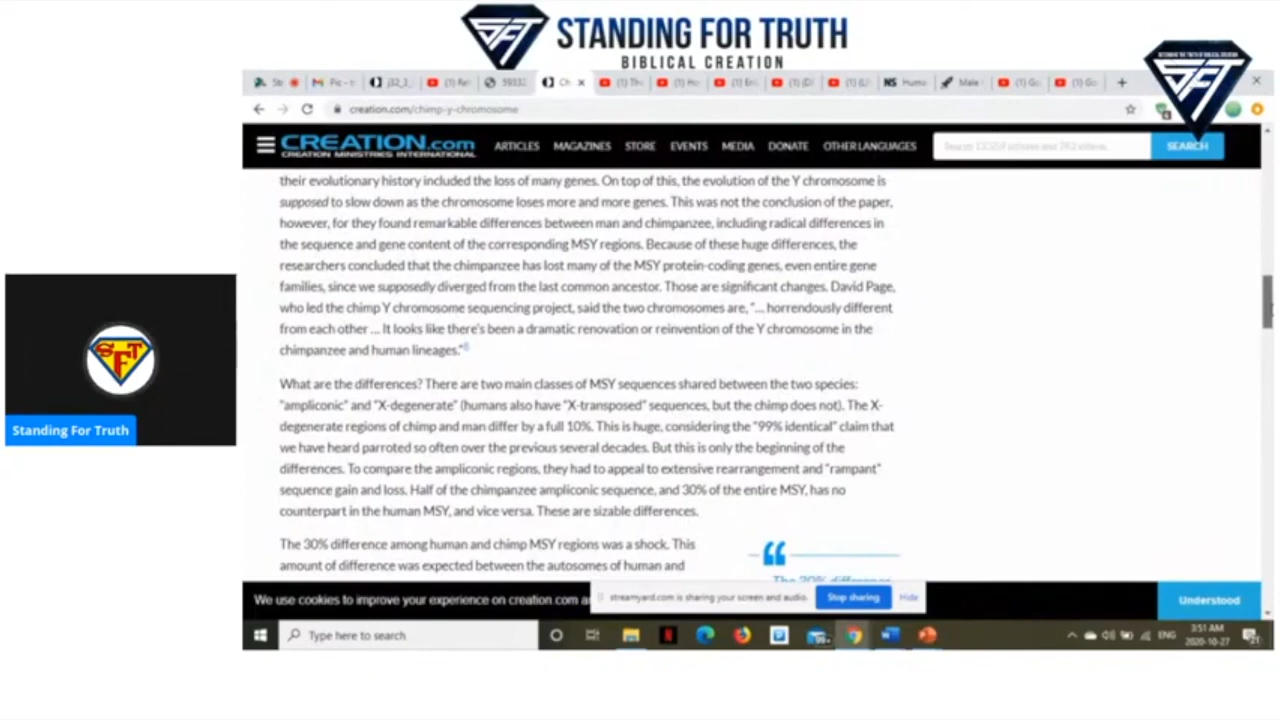 STANDING FOR TRUTH
BIBLICAL CREATION
SFT
creation.com/chimp-y-chromosome
CREATION.com
CREATION MINISTRIES INTERNATIONAL
ARTICLES MAGAZINES STORE EVENTS MEDIA DONATE OTHER LANGUAGES
SEARCH
their evolutionary history included the loss of many genes. On top of this, the evolution of the Y chromosome is
supposed to slow down as the chromosome loses more and more genes. This was not the conclusion of the paper,
however, for they found remarkable differences between man and chimpanzee, including radical differences in
the sequence and gene content of the corresponding MSY regions. Because of these huge differences, the
researchers concluded that the chimpanzee has lost many of the MSY protein-coding genes, even entire gene
families, since we supposedly diverged from the last common ancestor. Those are significant changes. David Page,
who led the chimp Y chromosome sequencing project, said the two chromosomes are, “... horrendously different
from each other ... It looks like there's been a dramatic renovation or reinvention of the Y chromosome in the
chimpanzee and human lineages.”6
What are the differences? There are two main classes of MSY sequences shared between the two species:
“ampliconic” and “X-degenerate” (humans also have “X-transposed” sequences, but the chimp does not). The X-
degenerate regions of chimp and man differ by a full 10%. This is huge, considering the “99% identical” claim that
we have heard parroted so often over the previous several decades. But this is only the beginning of the
differences. To compare the ampliconic regions, they had to appeal to extensive rearrangement and “rampant”
sequence gain and loss. Half of the chimpanzee ampliconic sequence, and 30% of the entire MSY, has no
counterpart in the human MSY, and vice versa. These are sizable differences.
The 30% difference among human and chimp MSY regions was a shock. This
amount of difference was expected between the autosomes of human and
“
The 30% difference
We use cookies to improve your experience on creation.com
streamyard.com is sharing your screen and audio.
Stop sharing
Hide
Understood
Type here to search
ENG
3:51 AM
2020-10-27
SFT
Standing For Truth